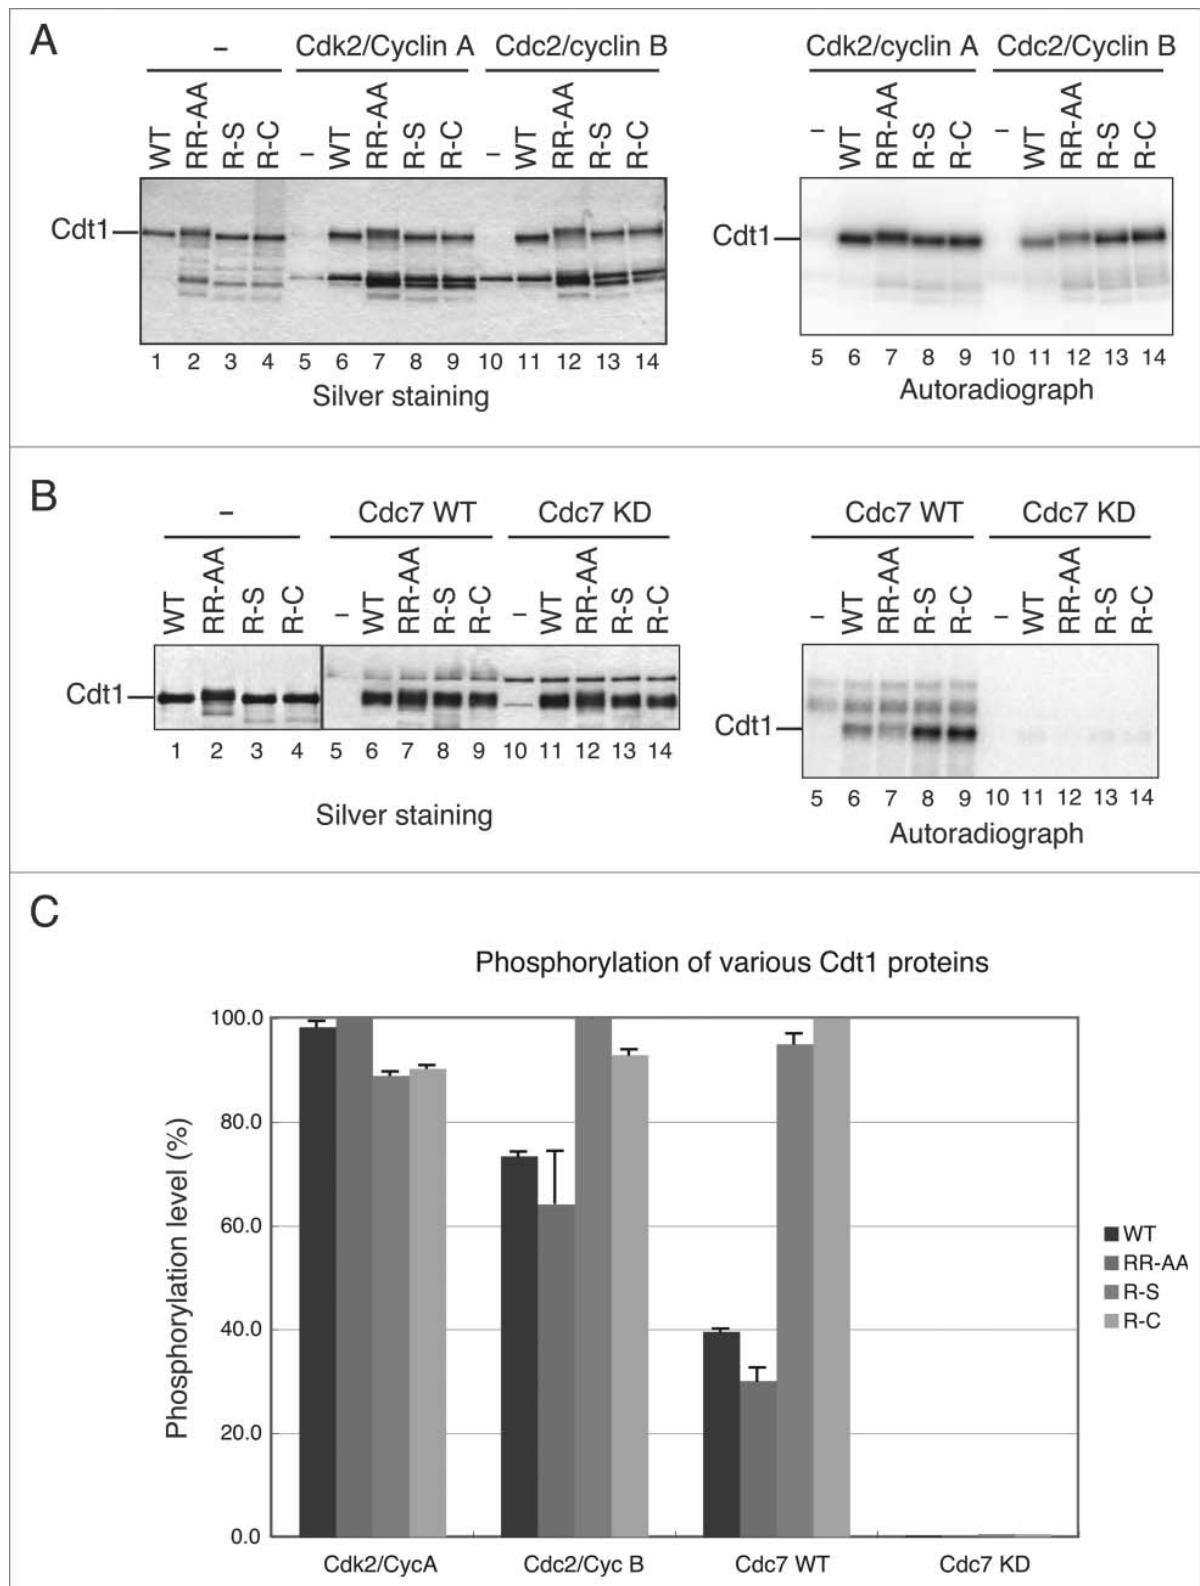 A
– Cdk2/Cyclin A Cdc2/cyclin B Cdk2/cyclin A Cdc2/Cyclin B
WT RR-AA R-S R-C – WT RR-AA R-S R-C – WT RR-AA R-S R-C – WT RR-AA R-S R-C – WT RR-AA R-S R-C
Cdt1 Cdt1
1 2 3 4 5 6 7 8 9 10 11 12 13 14 5 6 7 8 9 10 11 12 13 14
Silver staining Autoradiograph
B
– Cdc7 WT Cdc7 KD Cdc7 WT Cdc7 KD
WT RR-AA R-S R-C – WT RR-AA R-S R-C – WT RR-AA R-S R-C – WT RR-AA R-S R-C – WT RR-AA R-S R-C
Cdt1 Cdt1
1 2 3 4 5 6 7 8 9 10 11 12 13 14 5 6 7 8 9 10 11 12 13 14
Silver staining Autoradiograph
C
Phosphorylation of various Cdt1 proteins
Phosphorylation level (%)
100.0
80.0
60.0
40.0
20.0
0.0
WT
RR-AA
R-S
R-C
Cdk2/CycA Cdc2/Cyc B Cdc7 WT Cdc7 KD